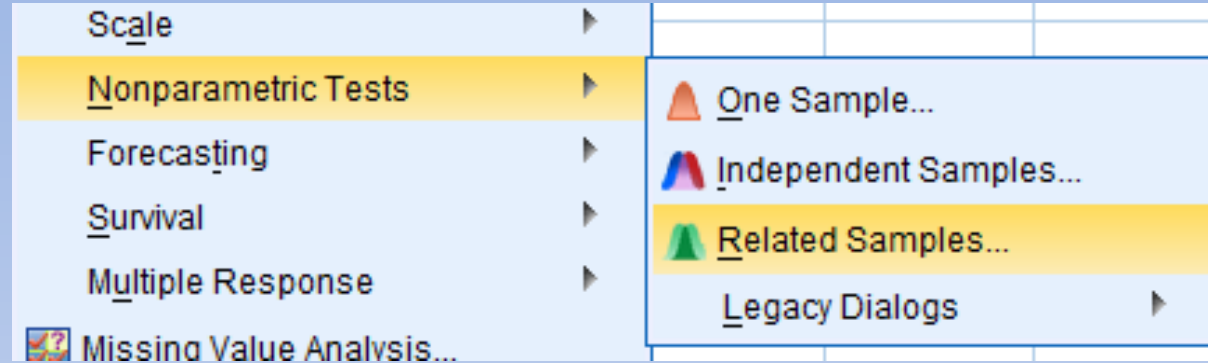 Scale
Nonparametric Tests
Forecasting
Survival
Multiple Response
Missing Value Analysis...
One Sample...
Independent Samples...
Related Samples...
Legacy Dialogs